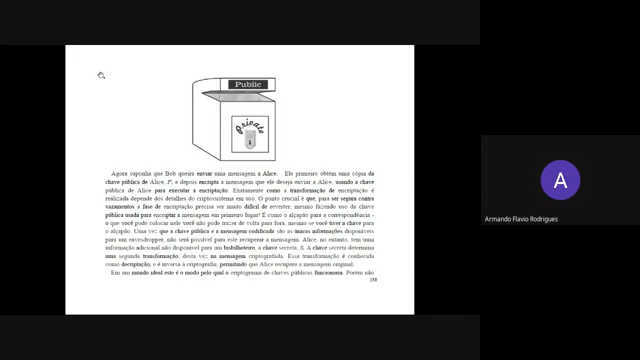 Public
Private
Agora suponha que Bob queira enviar uma mensagem a Alice. Ele primeiro obtém uma cópia da
chave pública de Alice, P, e depois encripta a mensagem que ele deseja enviar a Alice, usando a chave
pública de Alice para executar a encriptação. Exatamente como a transformação de encriptação é
realizada depende dos detalhes do criptosistema em uso. O ponto crucial é que, para ser segura contra
vazamentos a fase de encriptação precisa ser muito difícil de reverter, mesmo fazendo uso da chave
pública usada para encriptar a mensagem em primeiro lugar! É como o alçapão para a correspondência -
o que você pode colocar nele você não pode trazer de volta para fora, mesmo se você tiver a chave para
o alçapão. Uma vez que a chave pública e a mensagem codificada são as únicas informações disponíveis
para um eavesdropper, não será possível para este recuperar a mensagem. Alice, no entanto, tem uma
informação adicional não disponível para um bisbilhoteiro, a chave secreta, S. A chave secreta determina
uma segunda transformação, desta vez na mensagem criptografada. Essa transformação é conhecida
como decriptação, e é inversa à criptografia, permitindo que Alice recupere a mensagem original.
Em um mundo ideal este é o modo pelo qual o criptograma de chaves públicas funcionaria. Porém não
158
A
Armando Flavio Rodrigues